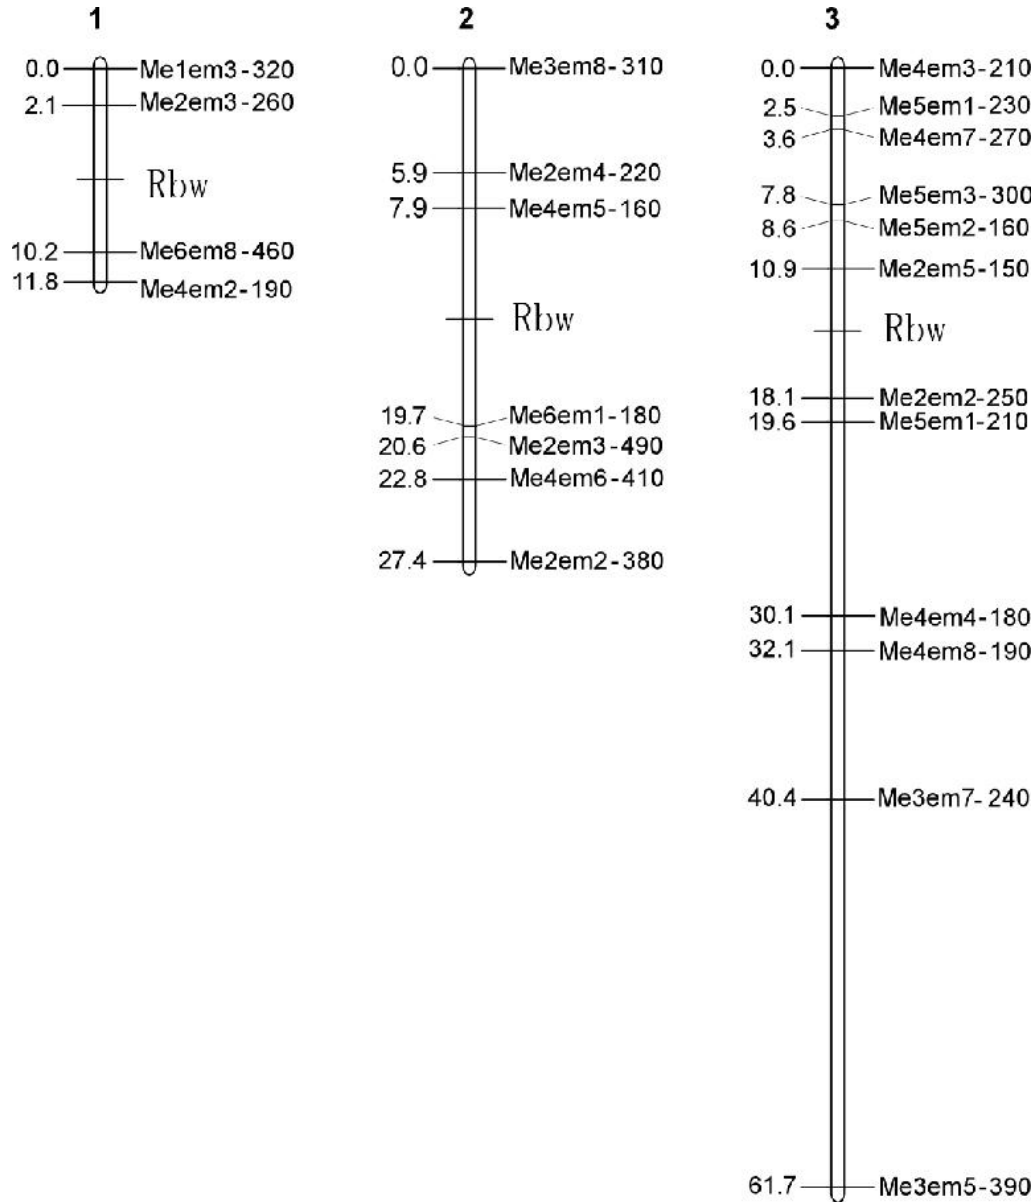 1
0.0 Me1em3-320
2.1 Me2em3-260
Rbw
10.2 Me6em8-460
11.8 Me4em2-190
2
0.0 Me3em8-310
5.9 Me2em4-220
7.9 Me4em5-160
Rbw
19.7 Me6em1-180
20.6 Me2em3-490
22.8 Me4em6-410
27.4 Me2em2-380
3
0.0 Me4em3-210
2.5 Me5em1-230
3.6 Me4em7-270
7.8 Me5em3-300
8.6 Me5em2-160
10.9 Me2em5-150
Rbw
18.1 Me2em2-250
19.6 Me5em1-210
30.1 Me4em4-180
32.1 Me4em8-190
40.4 Me3em7-240
61.7 Me3em5-390